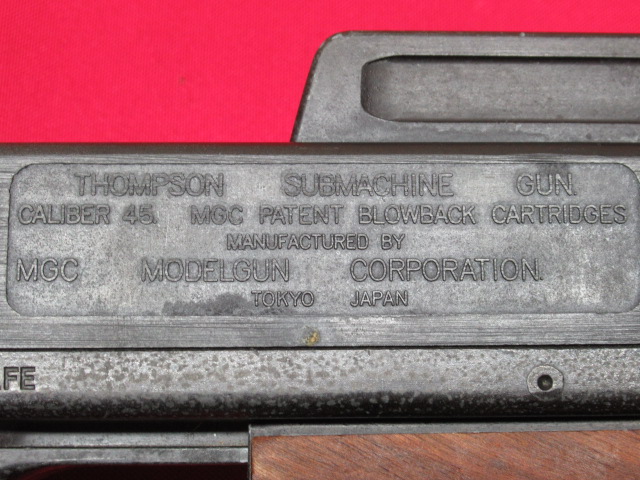 THOMPSON SUBMACHINE GUN.
CALIBER 45. MGC PATENT BLOWBACK CARTRIDGES
MANUFACTURED BY
MGC MODELGUN CORPORATION.
TOKYO JAPAN